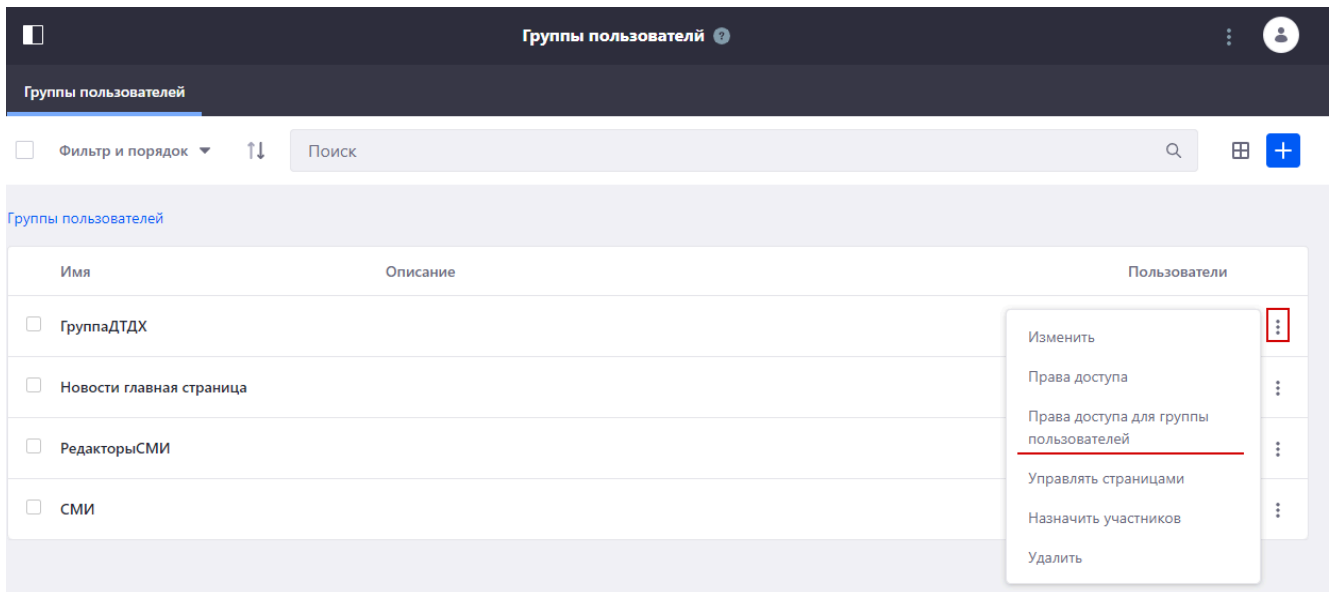 Группы пользователй ?
Группы пользователей
Фильтр и порядок
Поиск
Группы пользователей
Имя Описание Пользователи
ГруппаДТДХ
Изменить
Права доступа
Новости главная страница
Права доступа для группы
пользователей
РедакторыСМИ
Управлять страницами
СМИ
Назначить участников
Удалить